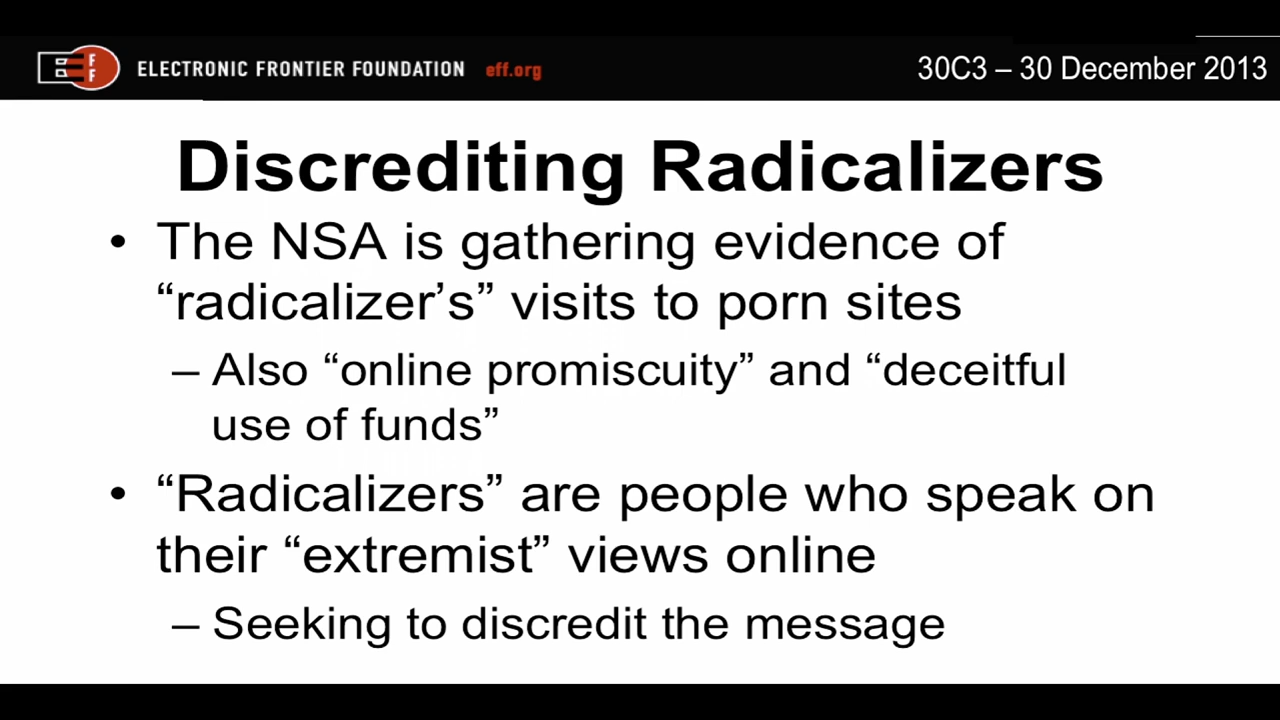 EFF ELECTRONIC FRONTIER FOUNDATION eff.org 30C3 – 30 December 2013
Discrediting Radicalizers
• The NSA is gathering evidence of
“radicalizer’s” visits to porn sites
– Also “online promiscuity” and “deceitful
use of funds”
• “Radicalizers” are people who speak on
their “extremist” views online
– Seeking to discredit the message